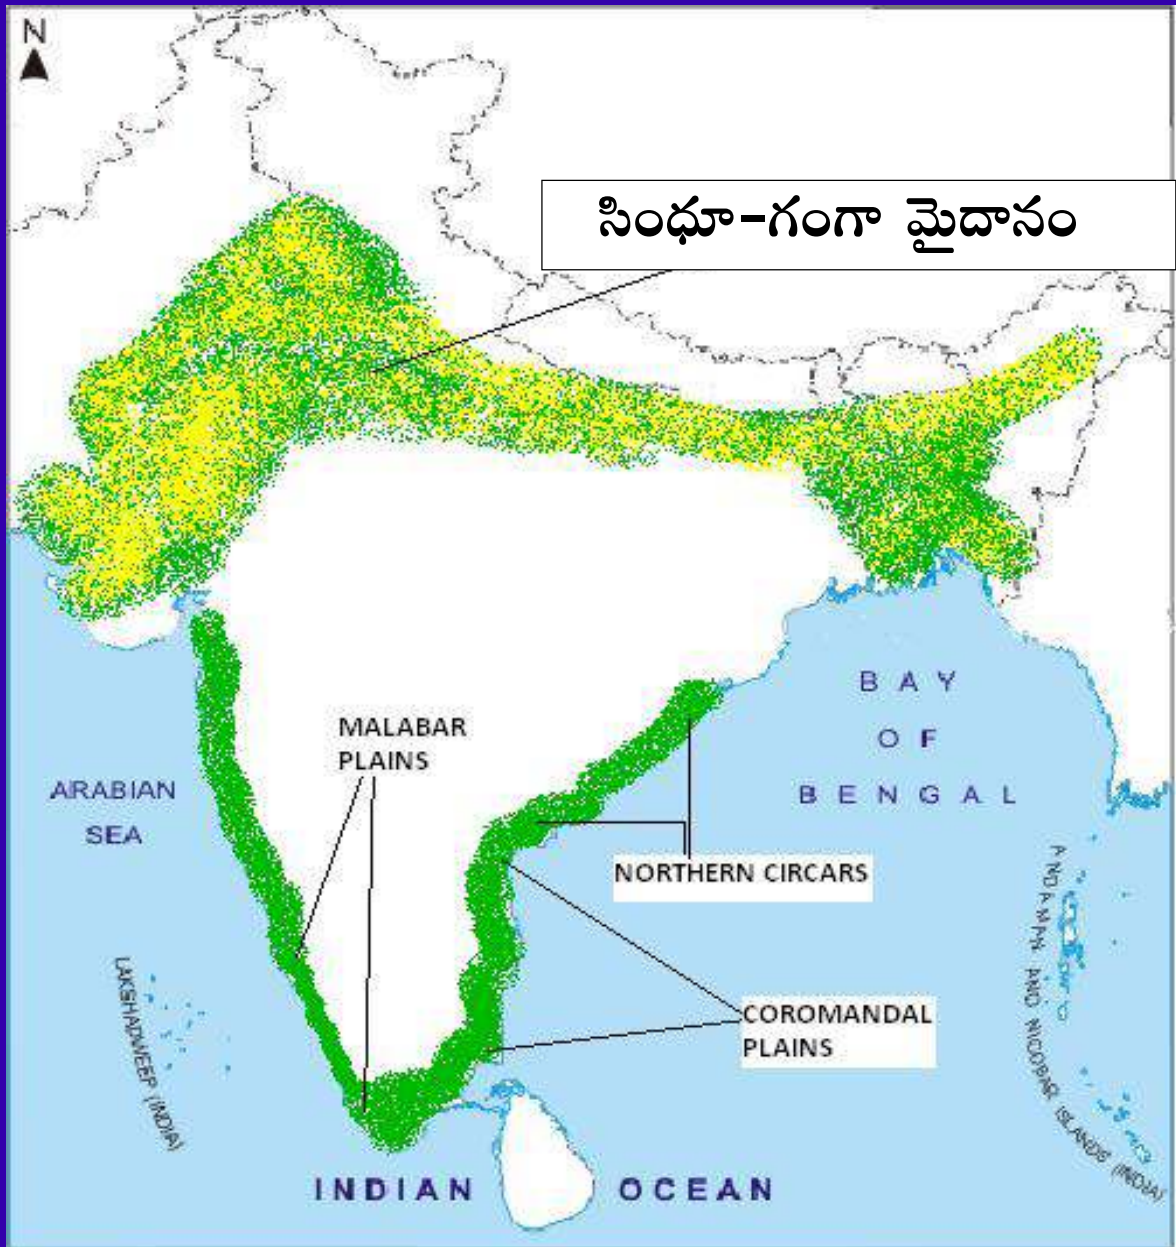 N
సింధూ-గంగా మైదానం
BAY
OF
BENGAL
MALABAR
PLAINS
ARABIAN
SEA
NORTHERN CIRCARS
ANDAMAN AND NICOBAR ISLANDS (INDIA)
LAKSHADWEEP (INDIA)
COROMANDAL
PLAINS
INDIAN OCEAN